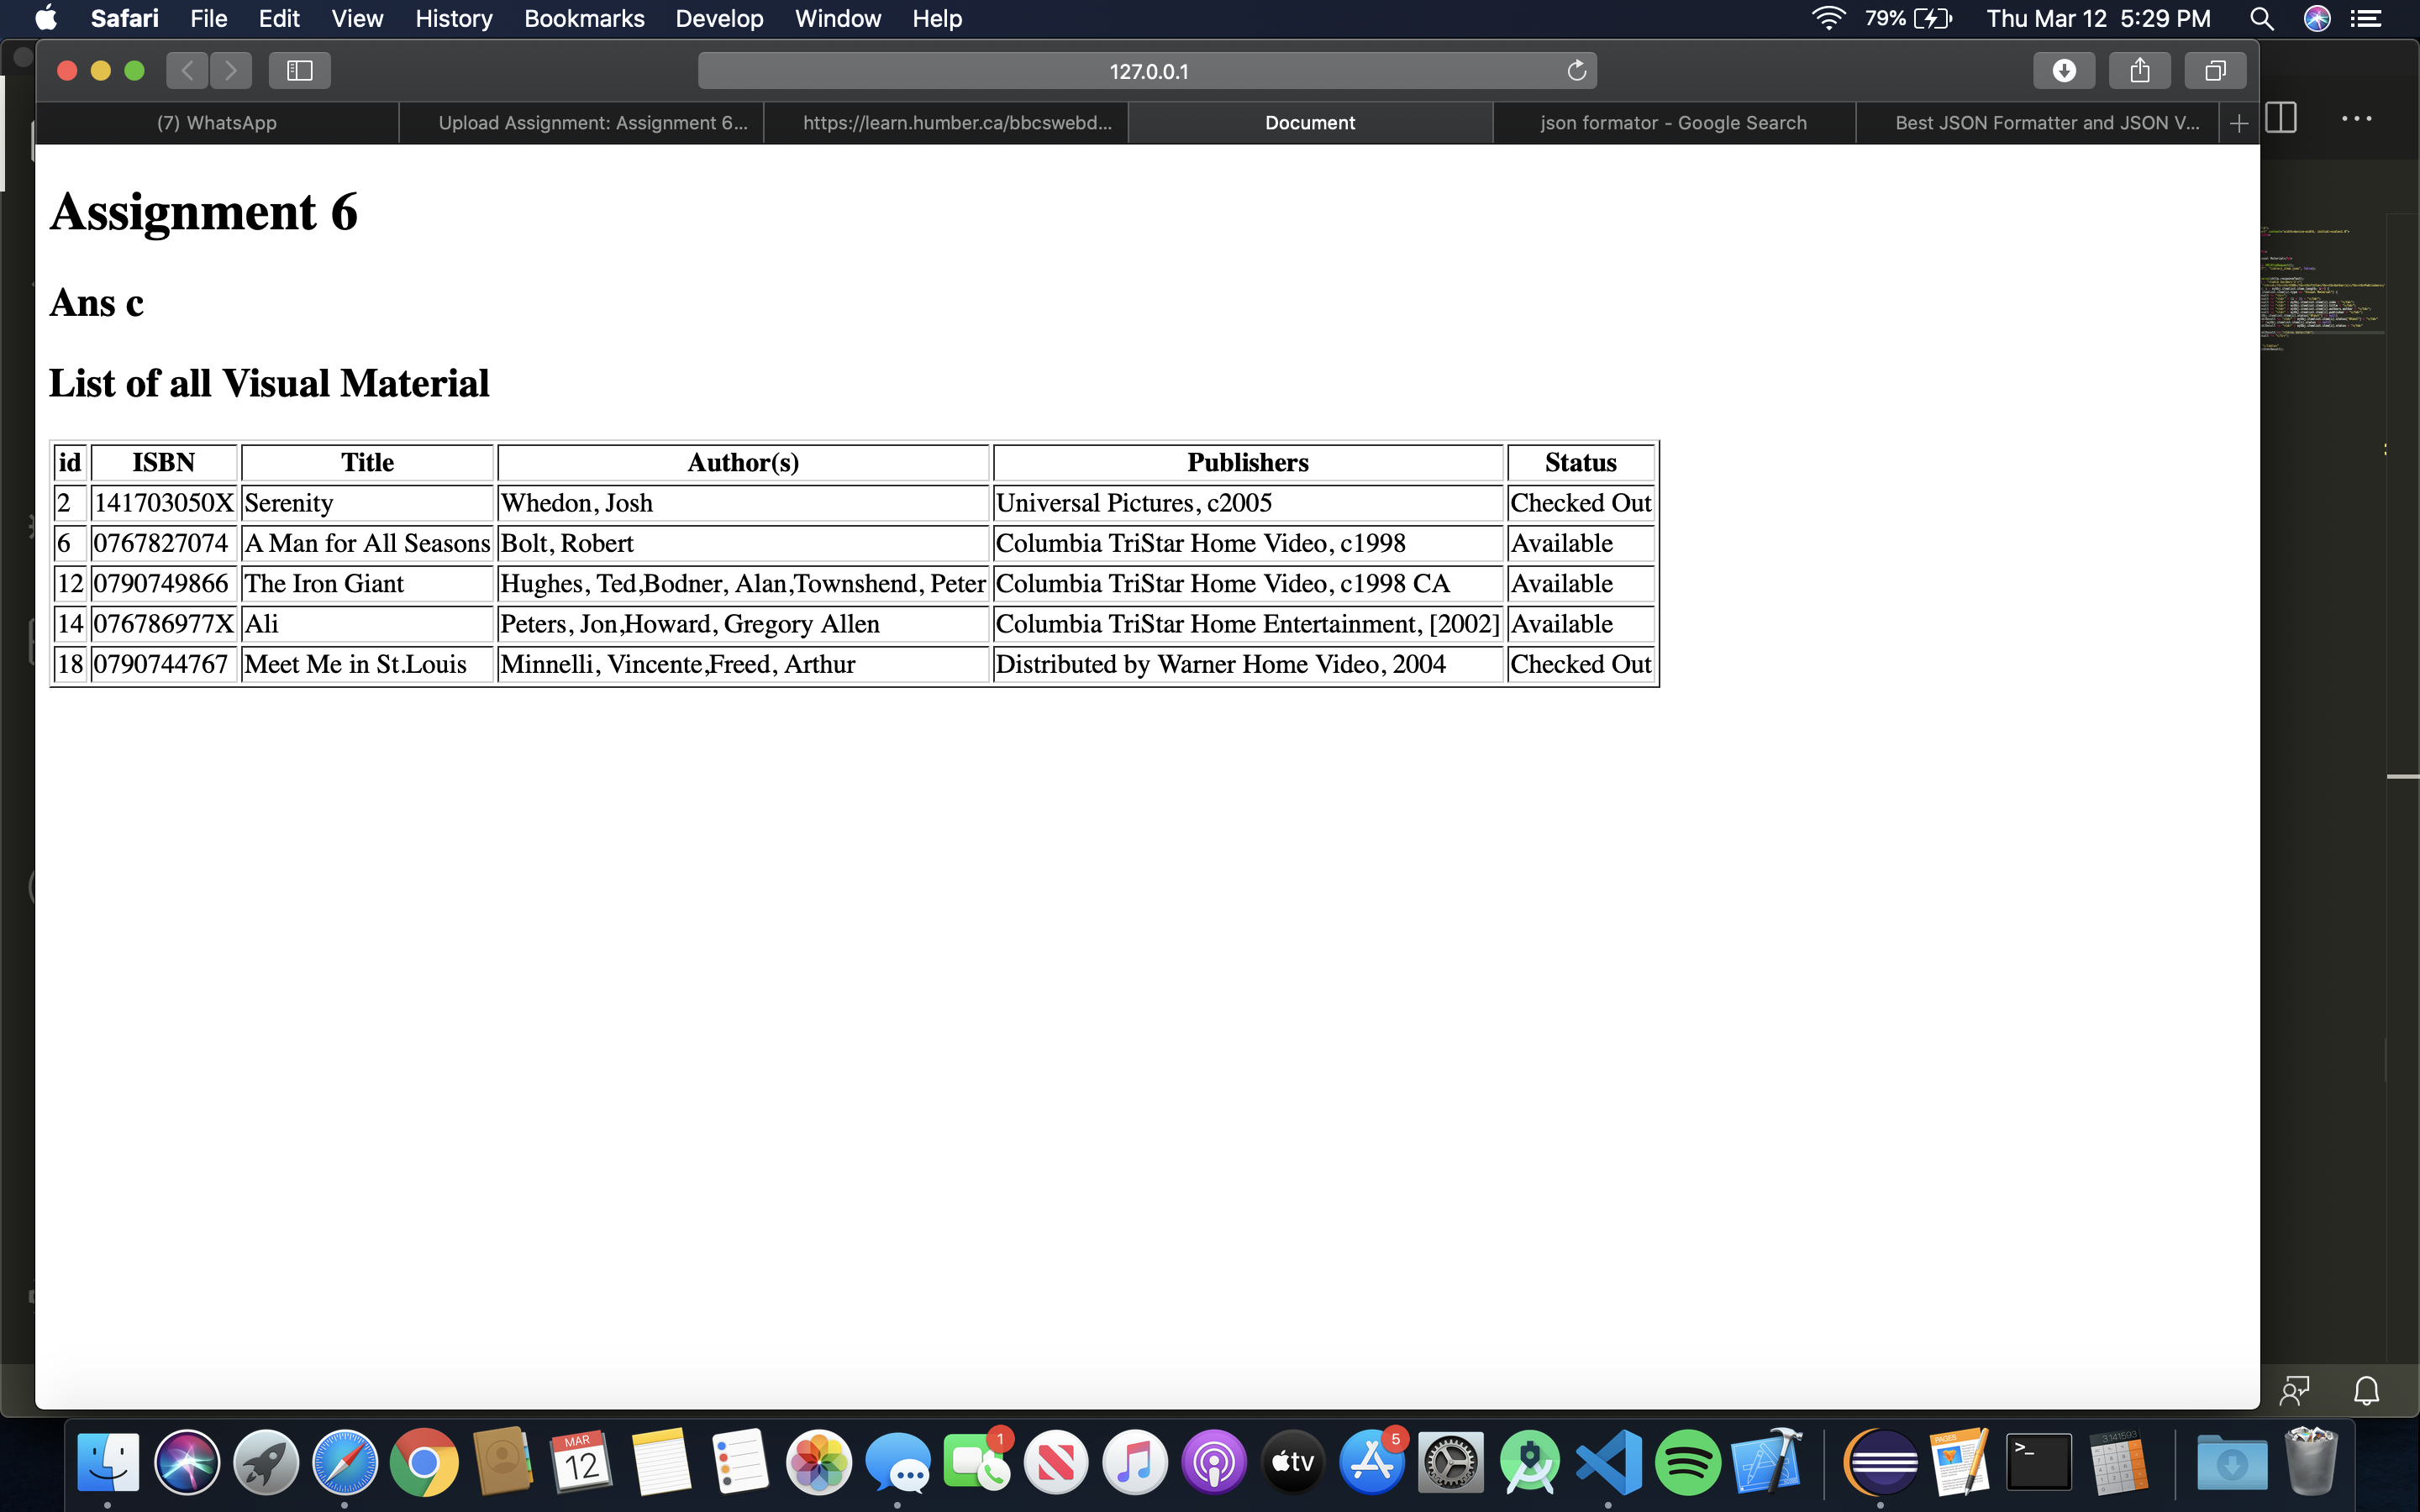 Safari File Edit View History Bookmarks Develop Window Help 79% Thu Mar 12 5:29 PM
127.0.0.1
(7) WhatsApp Upload Assignment: Assignment 6... https://learn.humber.ca/bbcswebd... Document json formator - Google Search Best JSON Formatter and JSON V...
Assignment 6
Ans c
List of all Visual Material
id ISBN Title Author(s) Publishers Status
2 141703050X Serenity Whedon, Josh Universal Pictures, c2005 Checked Out
6 0767827074 A Man for All Seasons Bolt, Robert Columbia TriStar Home Video, c1998 Available
12 0790749866 The Iron Giant Hughes, Ted,Bodner, Alan,Townshend, Peter Columbia TriStar Home Video, c1998 CA Available
14 076786977X Ali Peters, Jon,Howard, Gregory Allen Columbia TriStar Home Entertainment, [2002] Available
18 0790744767 Meet Me in St.Louis Minnelli, Vincente,Freed, Arthur Distributed by Warner Home Video, 2004 Checked Out
MAR
12
1
tv
5
PAGES
>_
3.141593